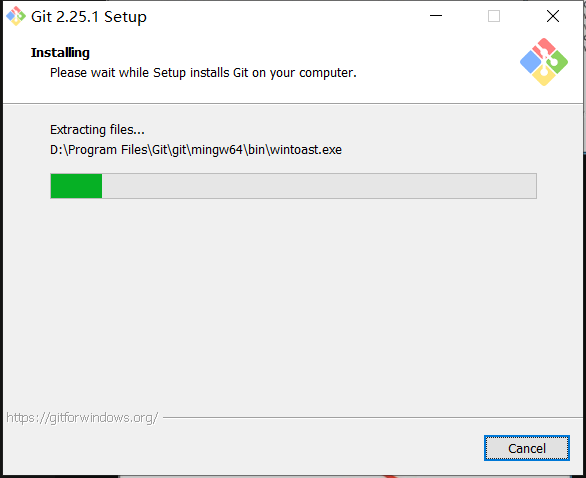 Git 2.25.1 Setup
Installing
Please wait while Setup installs Git on your computer.
Extracting files...
D:\Program Files\Git\git\mingw64\bin\wintoast.exe
https://gitforwindows.org/
Cancel